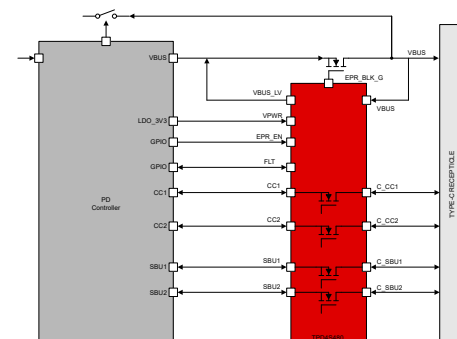 VBUS
VBUS
EPR_BLK_G
VBUS_LV
VBUS
LDO_3V3
VPWR
GPIO
EPR_EN
GPIO
FLT
CC1
CC1
C_CC1
PD
Controller
CC2
CC2
C_CC2
SBU1
SBU1
C_SBU1
SBU2
SBU2
C_SBU2
TYPE-C RECEPTICLE